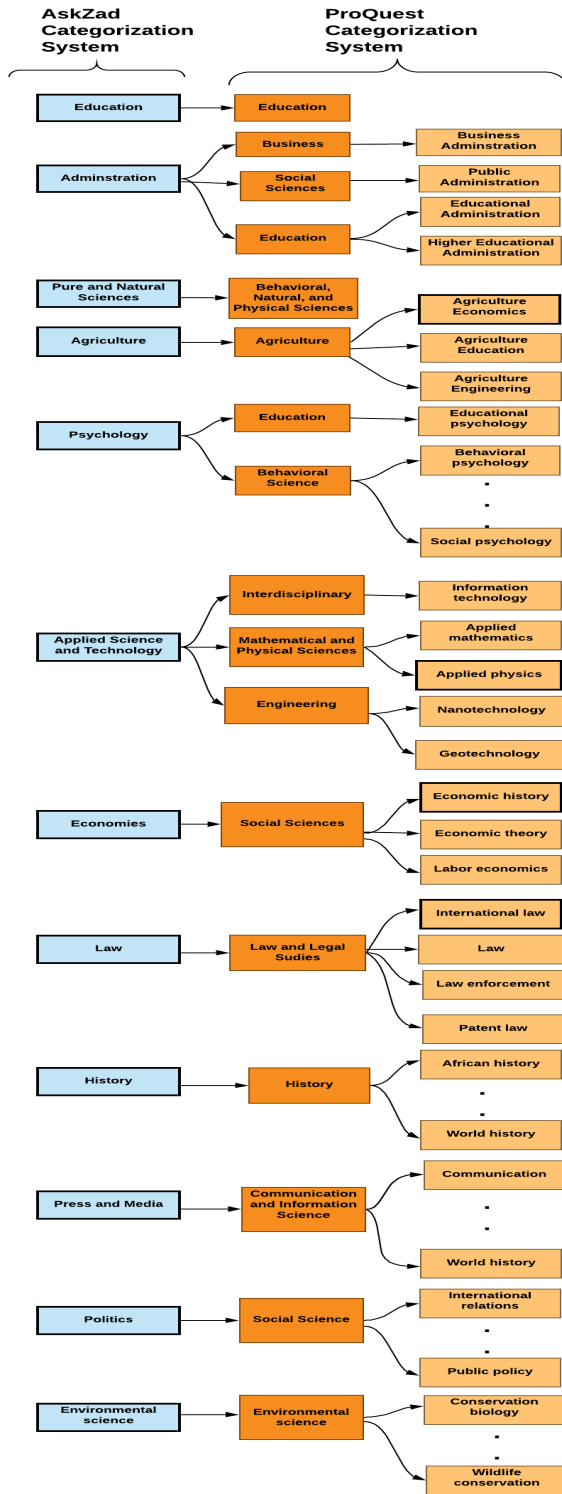 AskZad
Categorization
System
ProQuest
Categorization
System
Education
Education
Adminstration
Business
Business
Adminstration
Social
Sciences
Public
Administration
Education
Educational
Administration
Higher Educational
Administration
Pure and Natural
Sciences
Behavioral,
Natural, and
Physical Sciences
Agriculture
Agriculture
Agriculture
Economics
Agriculture
Education
Agriculture
Engineering
Psychology
Education
Educational
psychology
Behavioral
Science
Behavioral
psychology
Social psychology
Applied Science
and Technology
Interdisciplinary
Information
technology
Mathematical and
Physical Sciences
Applied
mathematics
Applied physics
Engineering
Nanotechnology
Geotechnology
Economies
Social Sciences
Economic history
Economic theory
Labor economics
Law
Law and Legal
Sudies
International law
Law
Law enforcement
Patent law
History
History
African history
World history
Press and Media
Communication
and Information
Science
Communication
World history
Politics
Social Science
International
relations
Public policy
Environmental
science
Environmental
science
Conservation
biology
Wildlife
conservation